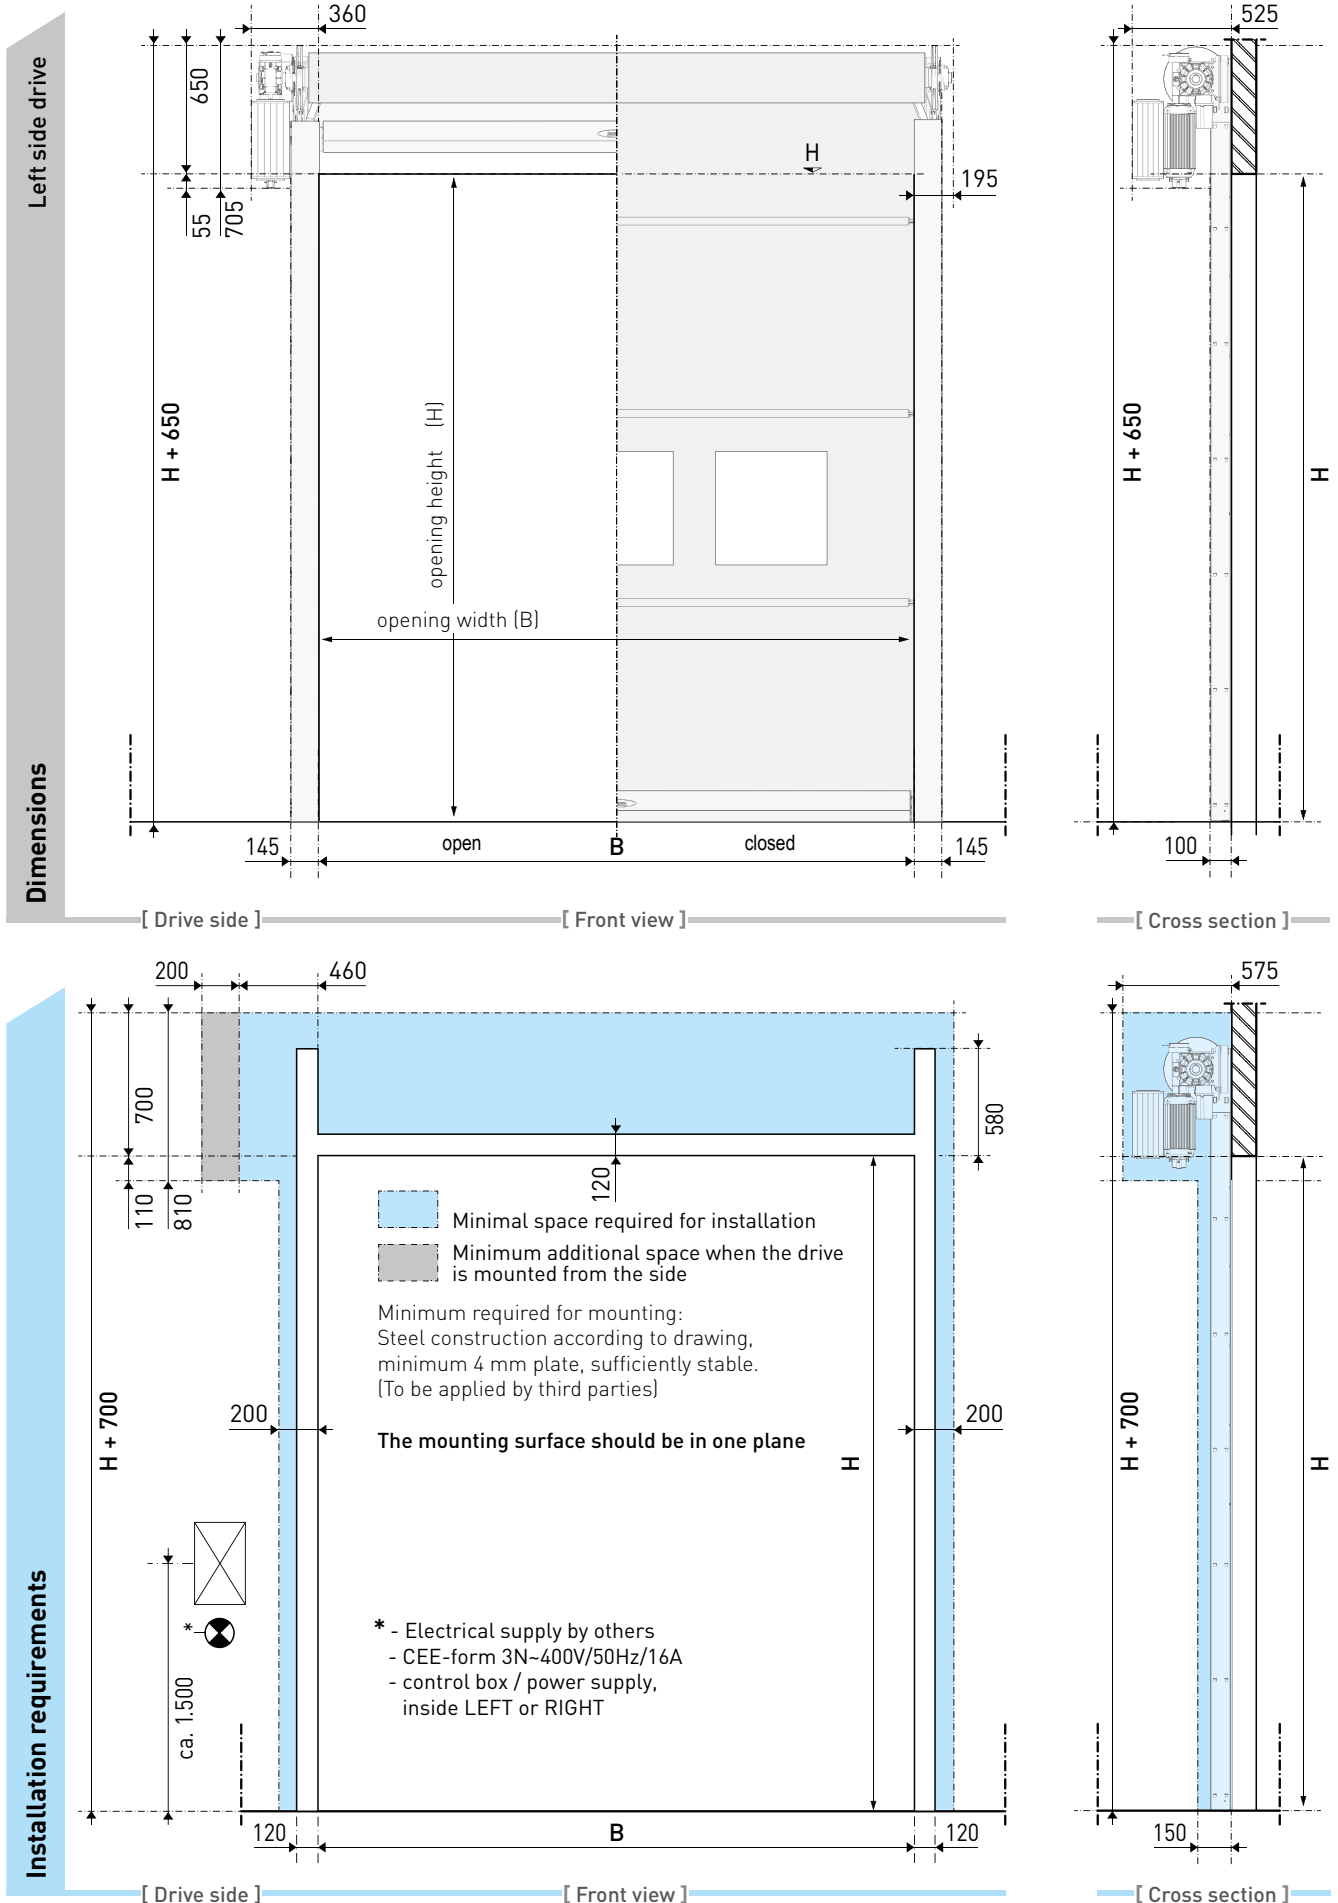 Left side drive
Dimensions
360
650
55
705
H + 650
H
195
opening height (H)
opening width (B)
145
open
B
closed
145
[ Drive side ]
[ Front view ]
525
H + 650
H
100
[ Cross section ]
Installation requirements
200
460
700
110
810
580
120
Minimal space required for installation
Minimum additional space when the drive
is mounted from the side
Minimum required for mounting:
Steel construction according to drawing,
minimum 4 mm plate, sufficiently stable.
(To be applied by third parties)
The mounting surface should be in one plane
200
200
H + 700
H
*
ca. 1.500
* - Electrical supply by others
- CEE-form 3N~400V/50Hz/16A
- control box / power supply,
inside LEFT or RIGHT
120
B
120
[ Drive side ]
[ Front view ]
575
H + 700
H
150
[ Cross section ]